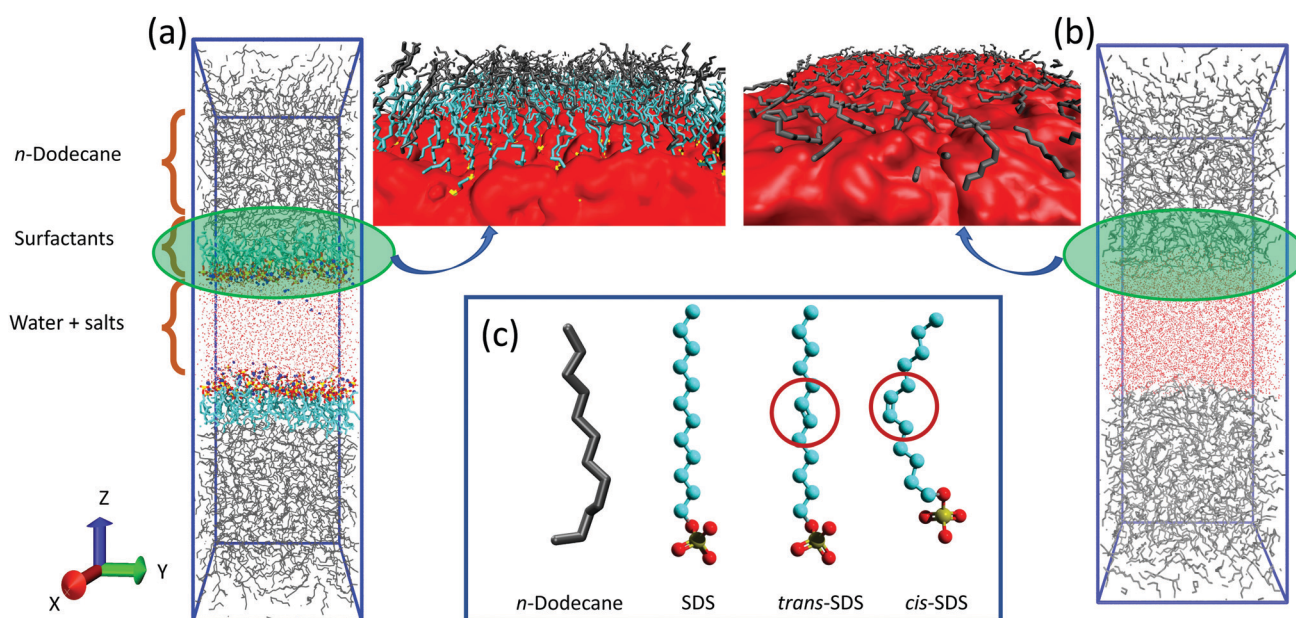 (a)
(b)
n-Dodecane
Surfactants
Water + salts
(c)
Z
Y
X
n-Dodecane
SDS
trans-SDS
cis-SDS